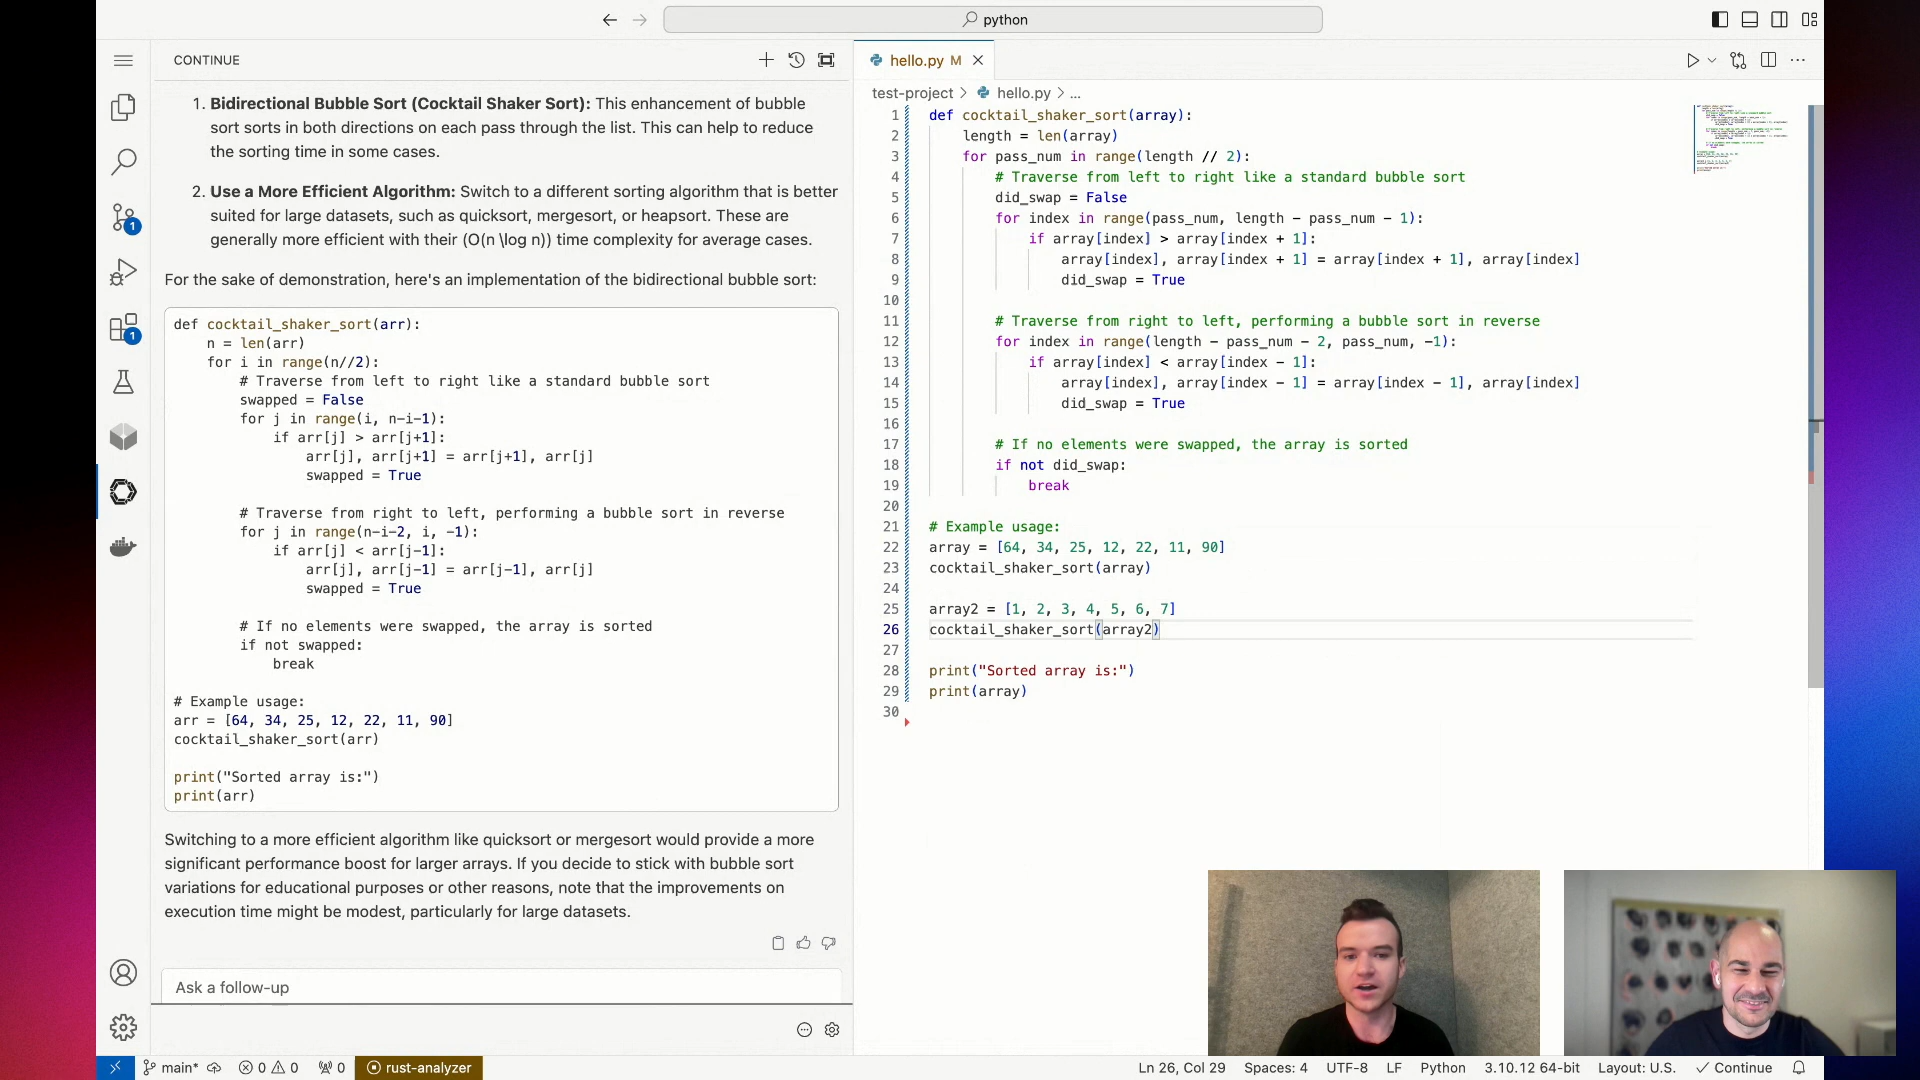 python
CONTINUE
1. Bidirectional Bubble Sort (Cocktail Shaker Sort): This enhancement of bubble
sort sorts in both directions on each pass through the list. This can help to reduce
the sorting time in some cases.
2. Use a More Efficient Algorithm: Switch to a different sorting algorithm that is better
suited for large datasets, such as quicksort, mergesort, or heapsort. These are
generally more efficient with their (O(n \log n)) time complexity for average cases.
For the sake of demonstration, here's an implementation of the bidirectional bubble sort:
def cocktail_shaker_sort(arr):
    n = len(arr)
    for i in range(n//2):
        # Traverse from left to right like a standard bubble sort
        swapped = False
        for j in range(i, n-i-1):
            if arr[j] > arr[j+1]:
                arr[j], arr[j+1] = arr[j+1], arr[j]
                swapped = True
        # Traverse from right to left, performing a bubble sort in reverse
        for j in range(n-i-2, i, -1):
            if arr[j] < arr[j-1]:
                arr[j], arr[j-1] = arr[j-1], arr[j]
                swapped = True
        # If no elements were swapped, the array is sorted
        if not swapped:
            break
# Example usage:
arr = [64, 34, 25, 12, 22, 11, 90]
cocktail_shaker_sort(arr)
print("Sorted array is:")
print(arr)
Switching to a more efficient algorithm like quicksort or mergesort would provide a more
significant performance boost for larger arrays. If you decide to stick with bubble sort
variations for educational purposes or other reasons, note that the improvements on
execution time might be modest, particularly for large datasets.
Ask a follow-up
1
1
hello.py M
test-project > hello.py > ...
1 def cocktail_shaker_sort(array):
2     length = len(array)
3     for pass_num in range(length // 2):
4         # Traverse from left to right like a standard bubble sort
5         did_swap = False
6         for index in range(pass_num, length - pass_num - 1):
7             if array[index] > array[index + 1]:
8                 array[index], array[index + 1] = array[index + 1], array[index]
9                 did_swap = True
10
11         # Traverse from right to left, performing a bubble sort in reverse
12         for index in range(length - pass_num - 2, pass_num, -1):
13             if array[index] < array[index - 1]:
14                 array[index], array[index - 1] = array[index - 1], array[index]
15                 did_swap = True
16
17         # If no elements were swapped, the array is sorted
18         if not did_swap:
19             break
20
21 # Example usage:
22 array = [64, 34, 25, 12, 22, 11, 90]
23 cocktail_shaker_sort(array)
24
25 array2 = [1, 2, 3, 4, 5, 6, 7]
26 cocktail_shaker_sort(array2)
27
28 print("Sorted array is:")
29 print(array)
30
main* 0 0 0 rust-analyzer Ln 26, Col 29 Spaces: 4 UTF-8 LF Python 3.10.12 64-bit Layout: U.S. Continue